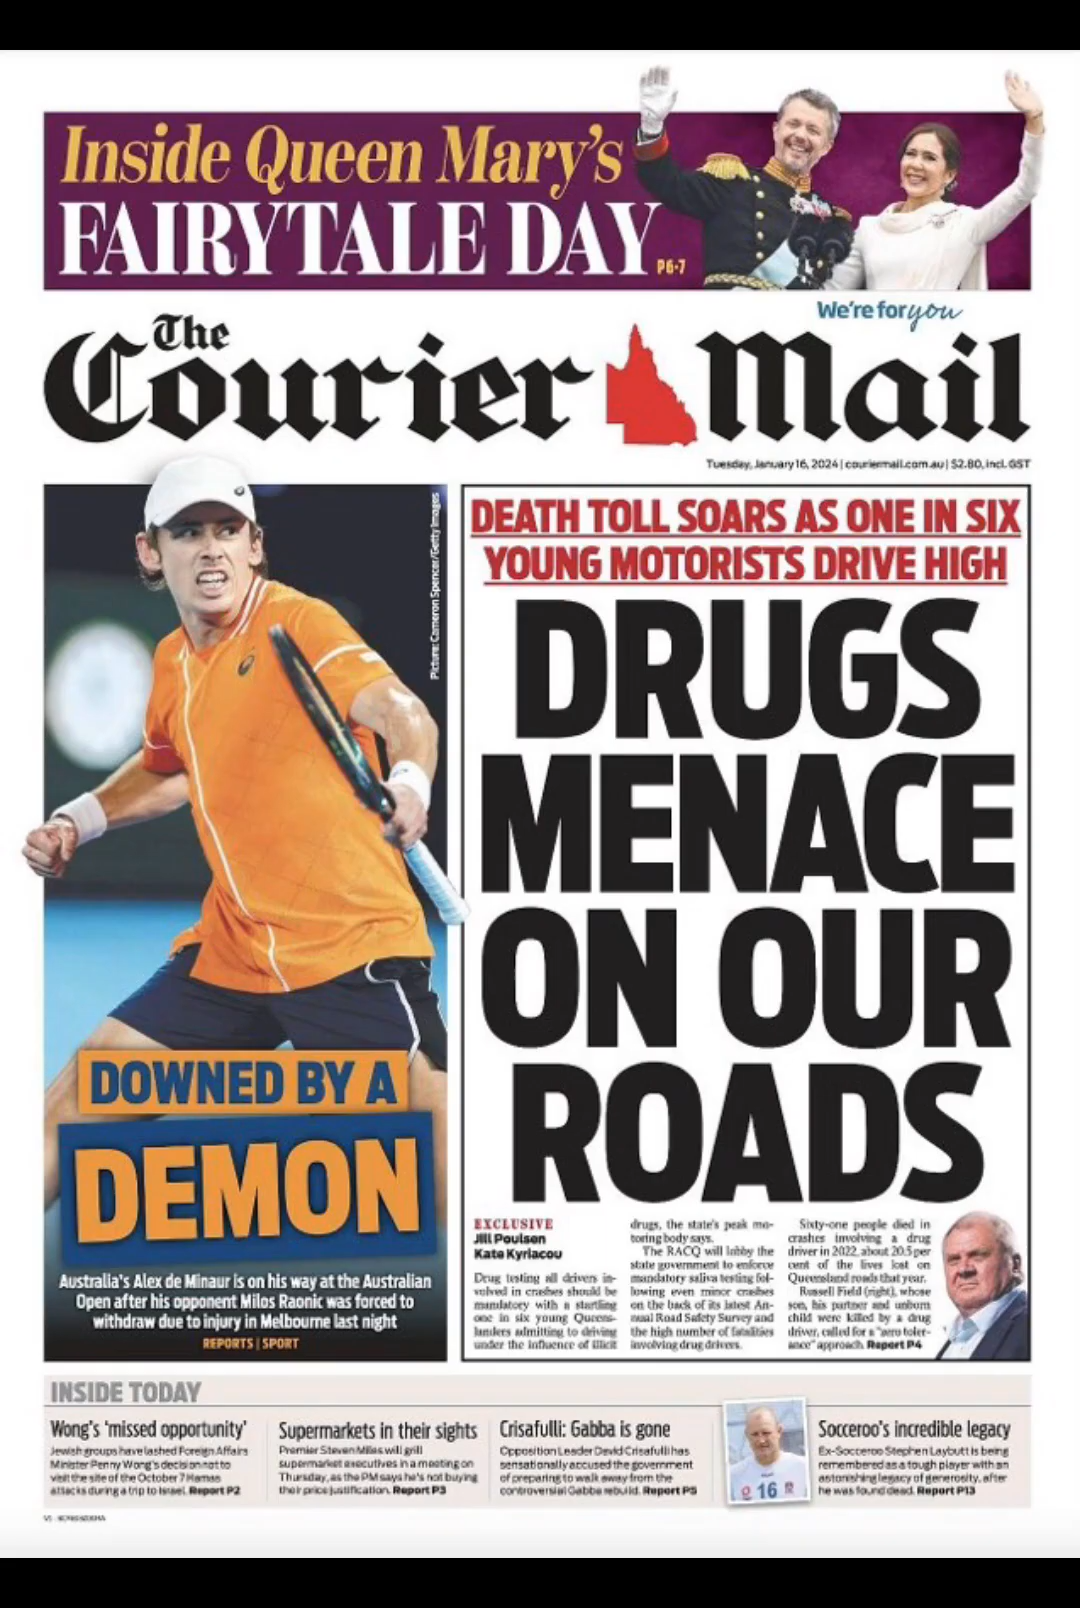 Inside Queen Mary's
FAIRYTALE DAY
P6-7
We're for you
The
Courier Mail
Tuesday, January 16, 2024 | couriermail.com.au | $2.80, incl. GST
Picture: Cameron Spencer/Getty Images
DOWNED BY A
DEMON
Australia's Alex de Minaur is on his way at the Australian
Open after his opponent Milos Raonic was forced to
withdraw due to injury in Melbourne last night
REPORTS | SPORT
DEATH TOLL SOARS AS ONE IN SIX
YOUNG MOTORISTS DRIVE HIGH
DRUGS
MENACE
ON OUR
ROADS
EXCLUSIVE
Jill Poulsen
Kate Kyriacou
Drug testing all drivers in-
volved in crashes should be
mandatory with a startling
one in six young Queens-
landers admitting to driving
under the influence of illicit
drugs, the state's peak mo-
toring body says.
The RACQ will lobby the
state government to enforce
mandatory saliva testing fol-
lowing even minor crashes
on the back of its latest An-
nual Road Safety Survey and
the high number of fatalities
involving drug drivers.
Sixty-one people died in
crashes involving a drug
driver in 2022, about 20.5 per
cent of the lives lost on
Queensland roads that year.
Russell Field (right), whose
son, his partner and unborn
child were killed by a drug
driver, called for a "zero toler-
ance" approach. Report P4
INSIDE TODAY
Wong's 'missed opportunity'
Jewish groups have lashed Foreign Affairs
Minister Penny Wong's decision not to
visit the site of the October 7 Hamas
attacks during a trip to Israel. Report P2
Supermarkets in their sights
Premier Steven Miles will grill
supermarket executives in a meeting on
Thursday, as the PM says he's not buying
their price justification. Report P3
Crisafulli: Gabba is gone
Opposition Leader David Crisafulli has
sensationally accused the government
of preparing to walk away from the
controversial Gabba rebuild. Report P5
16
Socceroo's incredible legacy
Ex-Socceroo Stephen Laybutt is being
remembered as a tough player with an
astonishing legacy of generosity, after
he was found dead. Report P13